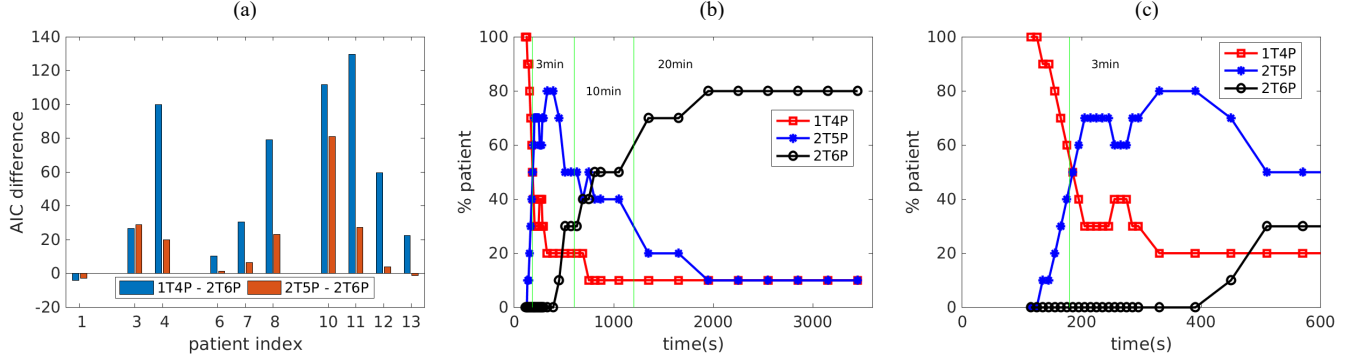 (a)
140
120
100
80
60
40
20
0
-20
AIC difference
1 3 4 6 7 8 10 11 12 13
patient index
1T4P - 2T6P 2T5P - 2T6P
(b)
100
80
60
40
20
0
% patient
3min
10min
20min
1T4P
2T5P
2T6P
0 1000 2000 3000
time(s)
(c)
100
80
60
40
20
0
% patient
3min
1T4P
2T5P
2T6P
0 200 400 600
time(s)